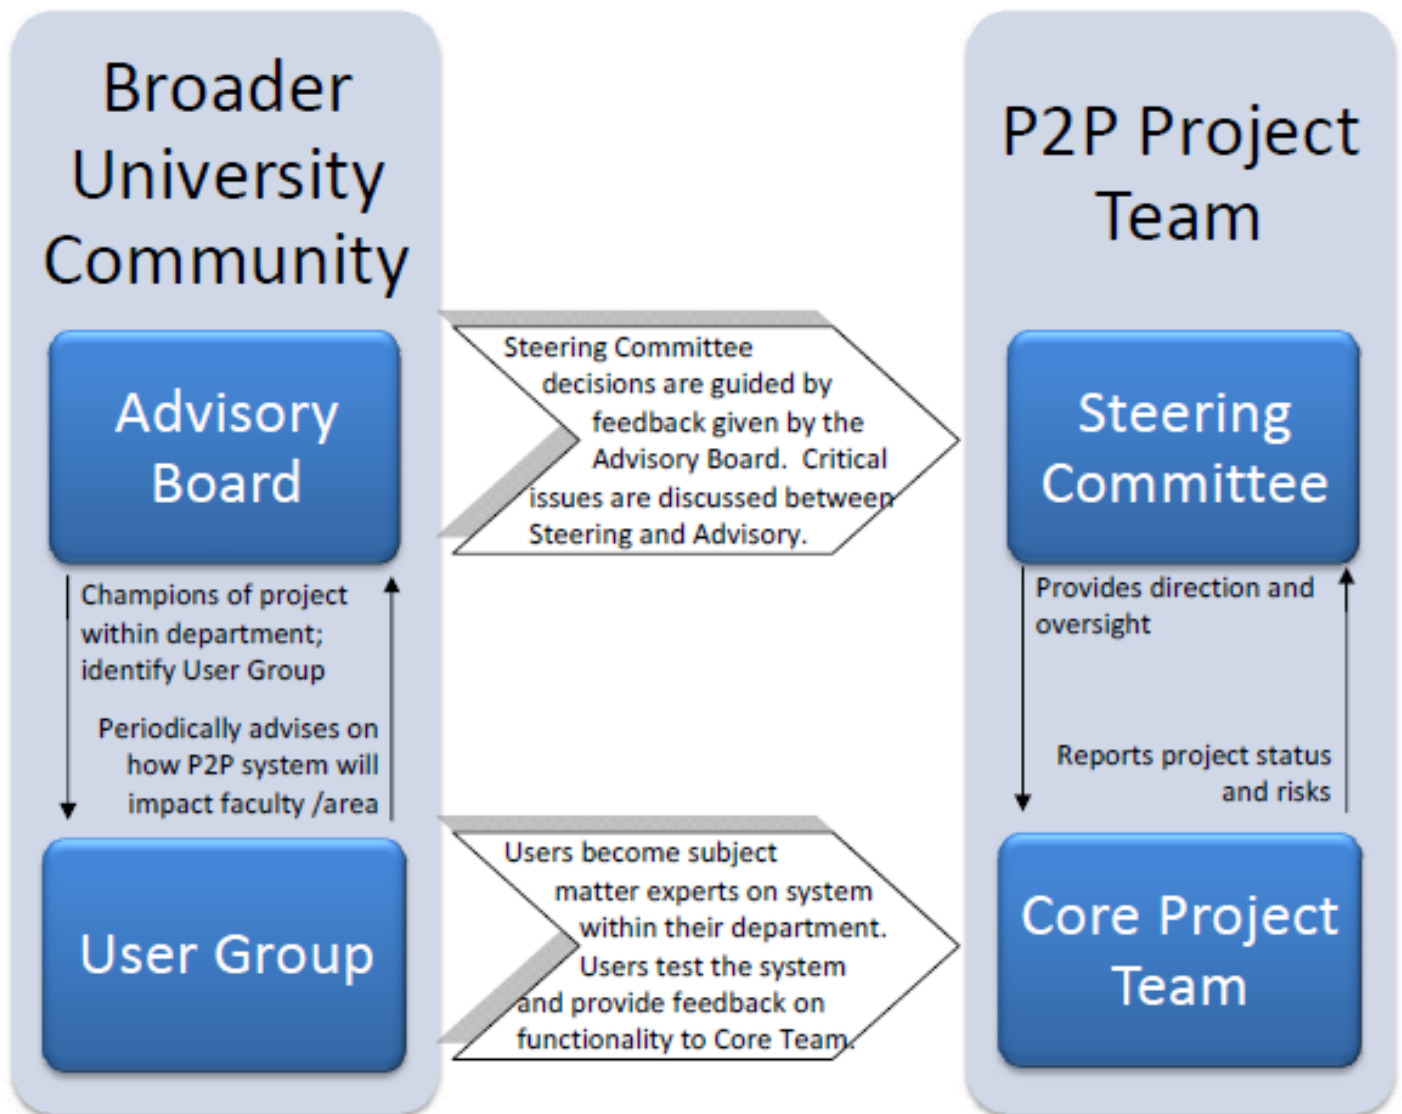 Broader
University
Community
P2P Project
Team
Advisory
Board
Steering Committee
decisions are guided by
feedback given by the
Advisory Board.  Critical
issues are discussed between
Steering and Advisory.
Steering
Committee
Champions of project
within department;
identify User Group
Periodically advises on
how P2P system will
impact faculty /area
Provides direction and
oversight
Reports project status
and risks
User Group
Users become subject
matter experts on system
within their department.
Users test the system
and provide feedback on
functionality to Core Team.
Core Project
Team